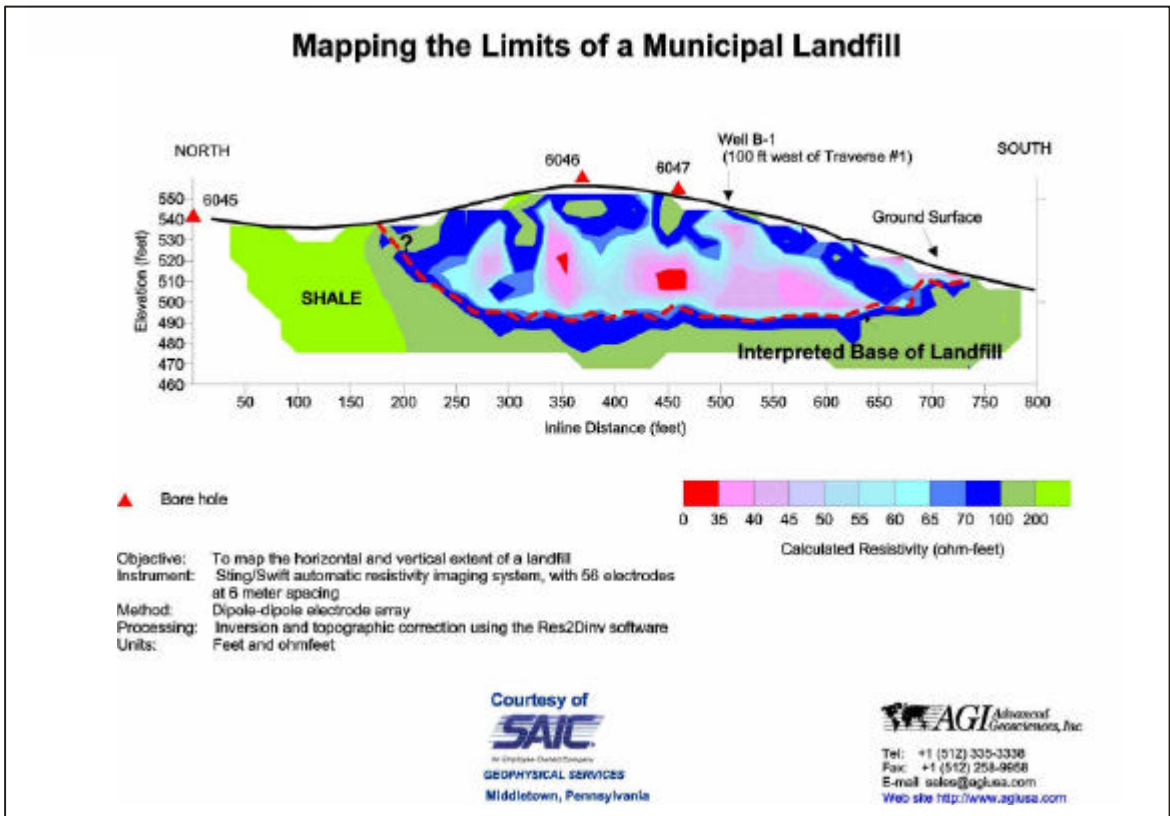 Mapping the Limits of a Municipal Landfill
NORTH
6045
6046
6047
Well B-1
(100 ft west of Traverse #1)
SOUTH
Ground Surface
Elevation (feet)
550
540
530
520
510
500
490
480
470
460
?
SHALE
Interpreted Base of Landfill
50 100 150 200 250 300 350 400 450 500 550 600 650 700 750 800
Inline Distance (feet)
Bore hole
0 35 40 45 50 55 60 65 70 100 200
Calculated Resistivity (ohm-feet)
Objective: To map the horizontal and vertical extent of a landfill
Instrument: Sting/Swift automatic resistivity imaging system, with 56 electrodes
at 6 meter spacing
Method: Dipole-dipole electrode array
Processing: Inversion and topographic correction using the Res2Dinv software
Units: Feet and ohmfeet
Courtesy of
SAIC
An Employee-Owned Company
GEOPHYSICAL SERVICES
Middletown, Pennsylvania
AGI Advanced
Geosciences, Inc
Tel: +1 (512) 335-3338
Fax: +1 (512) 258-9958
E-mail sales@agiusa.com
Web site http://www.agiusa.com